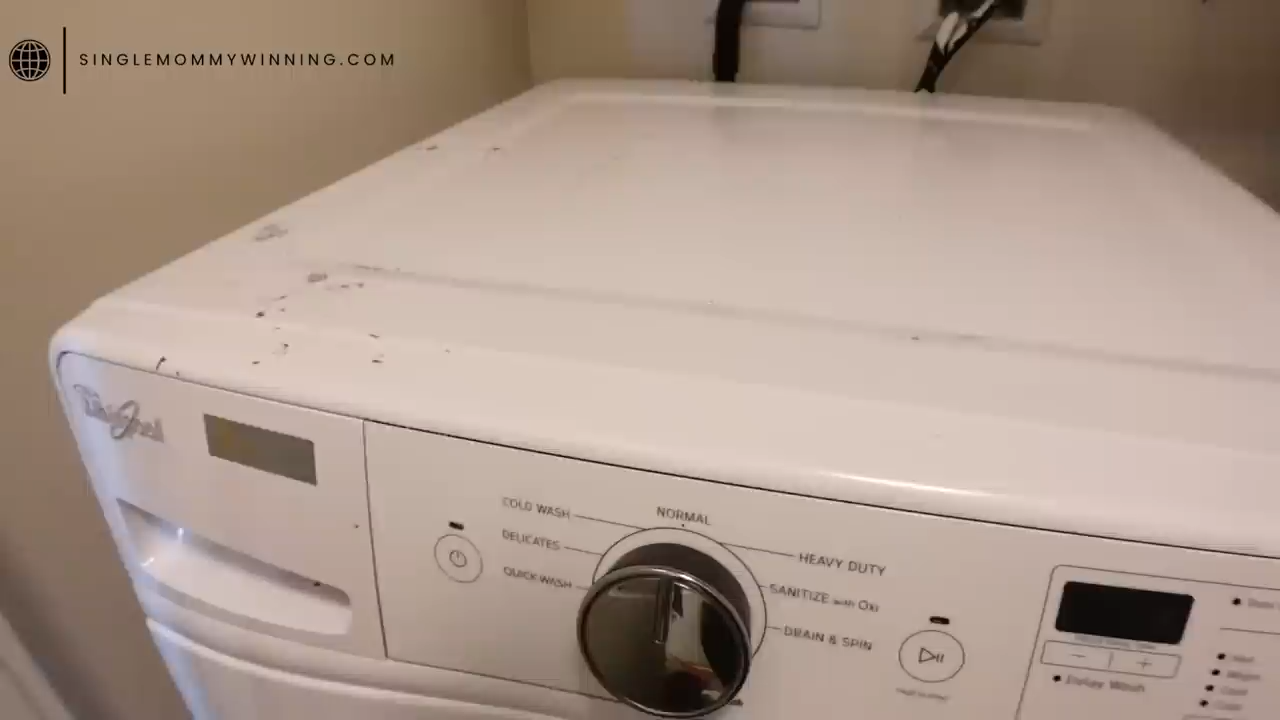 SINGLEMOMMYWINNING.COM
Whirlpool
COLD WASH
NORMAL
DELICATES
HEAVY DUTY
QUICK WASH
SANITIZE with Oxi
DRAIN & SPIN
Delay Wash